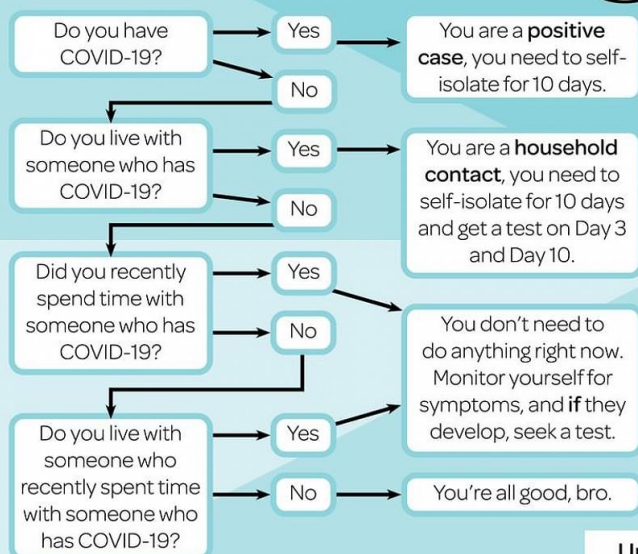 Do you have
COVID-19?
Yes
No
You are a positive
case, you need to self-
isolate for 10 days.
Do you live with
someone who has
COVID-19?
Yes
No
You are a household
contact, you need to
self-isolate for 10 days
and get a test on Day 3
and Day 10.
Did you recently
spend time with
someone who has
COVID-19?
Yes
No
You don't need to
do anything right now.
Monitor yourself for
symptoms, and if they
develop, seek a test.
Do you live with
someone who
recently spent time
with someone who
has COVID-19?
Yes
No
You're all good, bro.